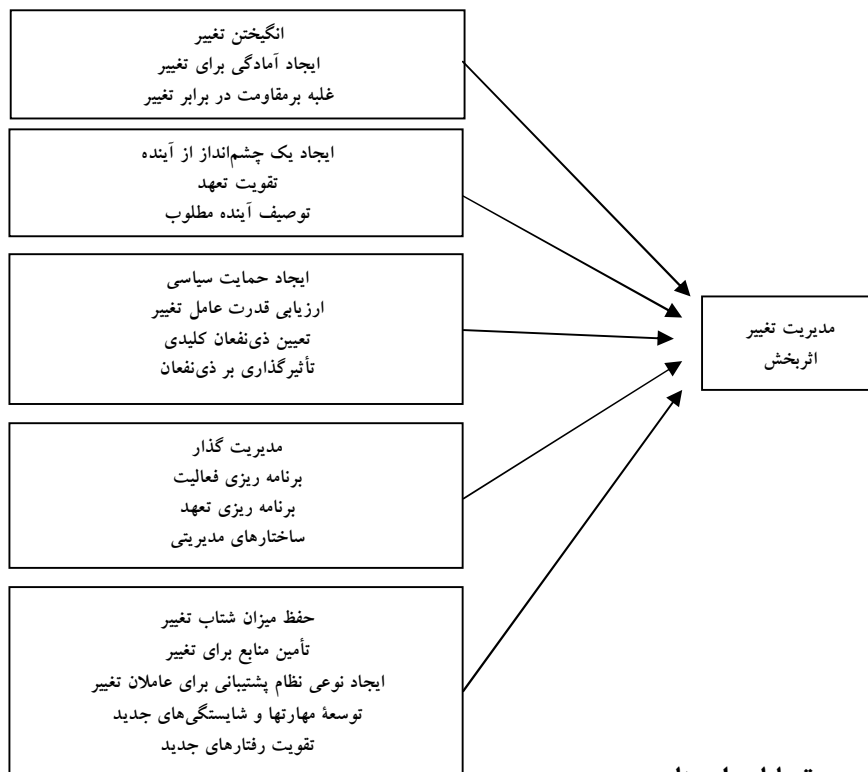 انگیختن تغییر
ایجاد آمادگی برای تغییر
غلبه برمقاومت در برابر تغییر
ایجاد یک چشم‌انداز از آینده
تقویت تعهد
توصیف آینده مطلوب
ایجاد حمایت سیاسی
ارزیابی قدرت عامل تغییر
تعیین ذی‌نفعان کلیدی
تأثیرگذاری بر ذی‌نفعان
مدیریت گذار
برنامه ریزی فعالیت
برنامه ریزی تعهد
ساختارهای مدیریتی
حفظ میزان شتاب تغییر
تأمین منابع برای تغییر
ایجاد نوعی نظام پشتیبانی برای عاملان تغییر
توسعهٔ مهارتها و شایستگی‌های جدید
تقویت رفتارهای جدید
مدیریت تغییر
اثربخش